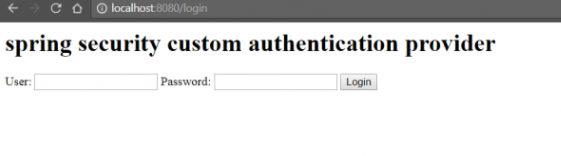 localhost:8080/login
spring security custom authentication provider
User: Password: Login